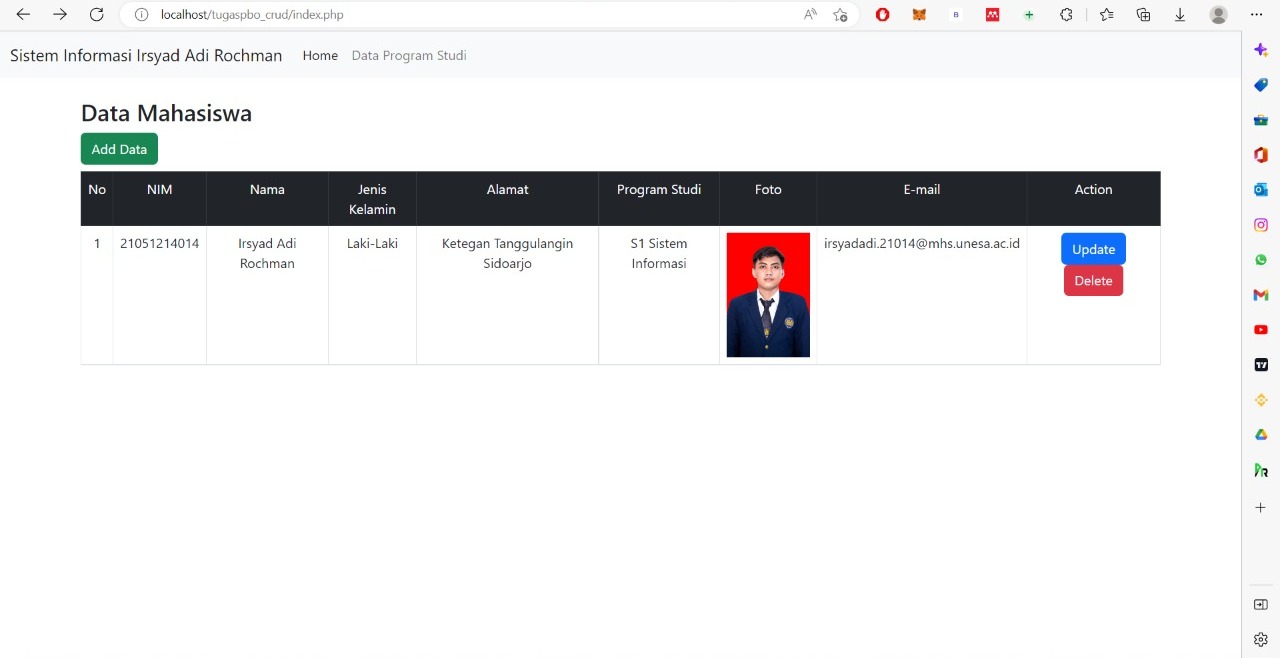 localhost/tugaspbo_crud/index.php
Sistem Informasi Irsyad Adi Rochman Home Data Program Studi
Data Mahasiswa
Add Data
No NIM Nama Jenis Kelamin Alamat Program Studi Foto E-mail Action
1 21051214014 Irsyad Adi Rochman Laki-Laki Ketegan Tanggulangin Sidoarjo S1 Sistem Informasi irsyadadi.21014@mhs.unesa.ac.id Update
Delete